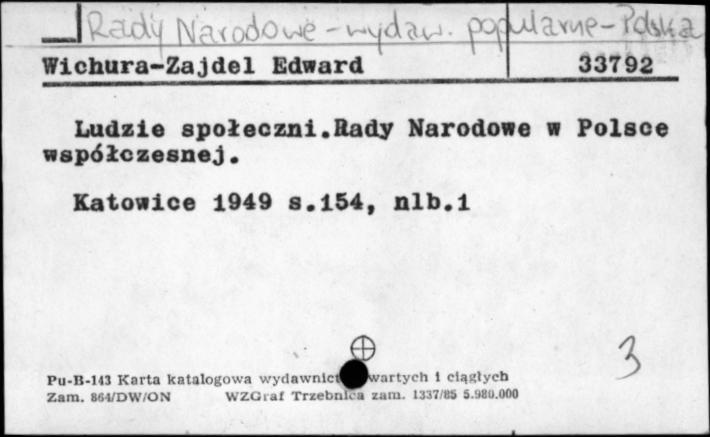 Rady Narodowe - wydaw. popularne - Polska
Wichura-Zajdel Edward 33792
Ludzie społeczni.Rady Narodowe w Polsce
współczesnej.
Katowice 1949 s.154, nlb.1
3
Pu-B-143 Karta katalogowa wydawnict wartych i ciągłych
Zam. 864/DW/ON WZGraf Trzebnica zam. 1337/85 5.980.000